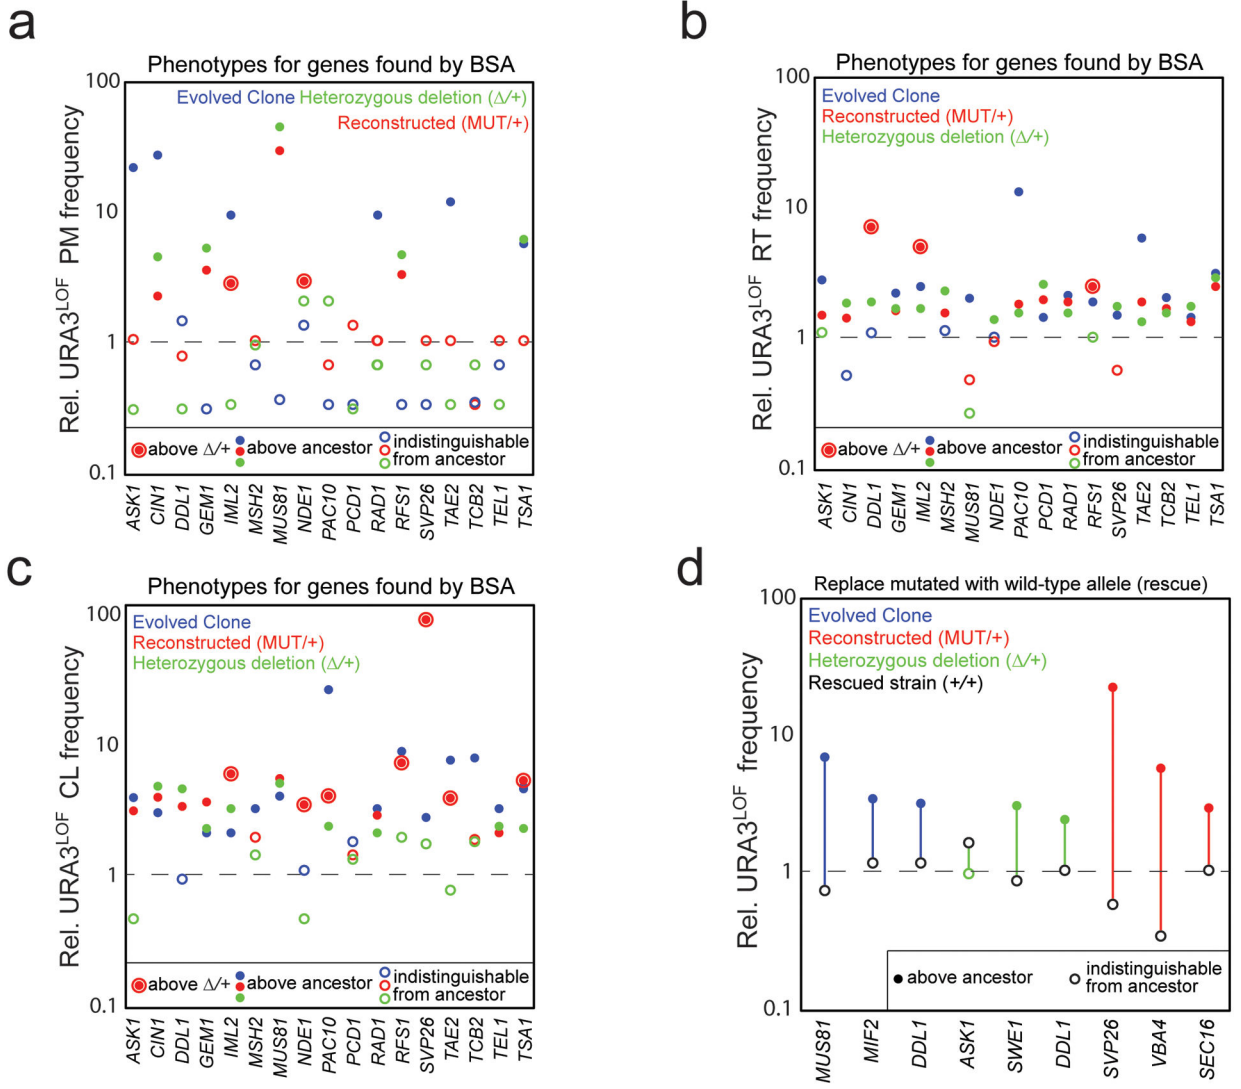 a
Phenotypes for genes found by BSA
100
10
1
0.1
Rel. URA3^LOF PM frequency
Evolved Clone Heterozygous deletion (Δ/+)
Reconstructed (MUT/+)
above Δ/+ above ancestor indistinguishable
from ancestor
ASK1 CIN1 DDL1 GEM1 IML2 MSH2 MUS81 NDE1 PAC10 PCD1 RAD1 RFS1 SVP26 TAE2 TCB2 TEL1 TSA1
b
Phenotypes for genes found by BSA
100
10
1
0.1
Rel. URA3^LOF RT frequency
Evolved Clone
Reconstructed (MUT/+)
Heterozygous deletion (Δ/+)
above Δ/+ above ancestor indistinguishable
from ancestor
ASK1 CIN1 DDL1 GEM1 IML2 MSH2 MUS81 NDE1 PAC10 PCD1 RAD1 RFS1 SVP26 TAE2 TCB2 TEL1 TSA1
c
Phenotypes for genes found by BSA
100
10
1
0.1
Rel. URA3^LOF CL frequency
Evolved Clone
Reconstructed (MUT/+)
Heterozygous deletion (Δ/+)
above Δ/+ above ancestor indistinguishable
from ancestor
ASK1 CIN1 DDL1 GEM1 IML2 MSH2 MUS81 NDE1 PAC10 PCD1 RAD1 RFS1 SVP26 TAE2 TCB2 TEL1 TSA1
d
Replace mutated with wild-type allele (rescue)
100
10
1
0.1
Rel. URA3^LOF frequency
Evolved Clone
Reconstructed (MUT/+)
Heterozygous deletion (Δ/+)
Rescued strain (+/+)
above ancestor indistinguishable
from ancestor
MUS81 MIF2 DDL1 ASK1 SWE1 DDL1 SVP26 VBA4 SEC16